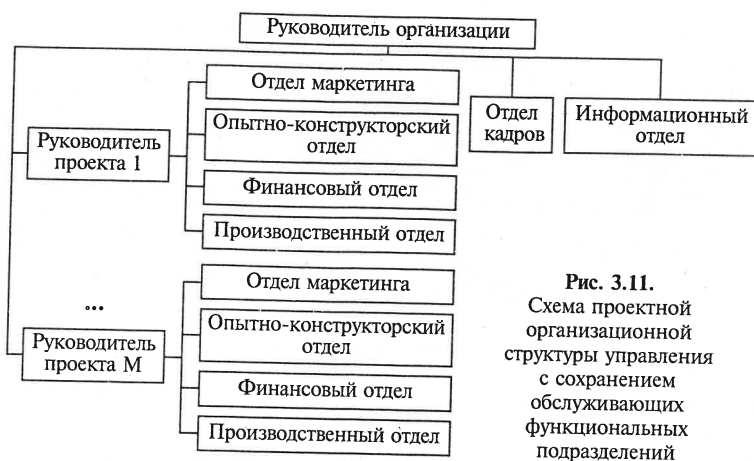 Руководитель организации
Отдел маркетинга
Опытно-конструкторский
отдел
Финансовый отдел
Производственный отдел
Руководитель
проекта 1
Отдел
кадров
Информационный
отдел
...
Руководитель
проекта М
Отдел маркетинга
Опытно-конструкторский
отдел
Финансовый отдел
Производственный отдел
Рис. 3.11.
Схема проектной
организационной
структуры управления
с сохранением
обслуживающих
функциональных
подразделений